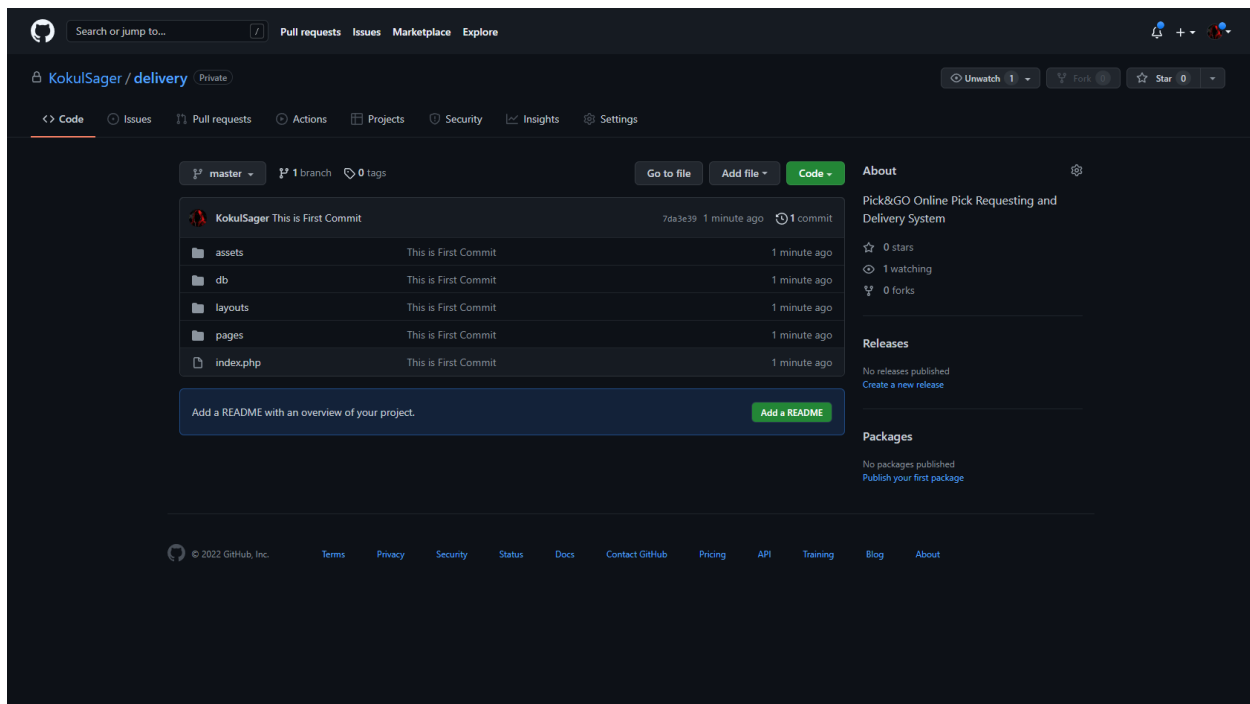 Search or jump to... / Pull requests Issues Marketplace Explore
KokulSager / delivery Private Unwatch 1 Fork 0 Star 0
<> Code Issues Pull requests Actions Projects Security Insights Settings
master 1 branch 0 tags Go to file Add file Code
KokulSager This is First Commit 7da3e39 1 minute ago 1 commit
assets This is First Commit 1 minute ago
db This is First Commit 1 minute ago
layouts This is First Commit 1 minute ago
pages This is First Commit 1 minute ago
index.php This is First Commit 1 minute ago
Add a README with an overview of your project. Add a README
About
Pick&GO Online Pick Requesting and
Delivery System
0 stars
1 watching
0 forks
Releases
No releases published
Create a new release
Packages
No packages published
Publish your first package
© 2022 GitHub, Inc. Terms Privacy Security Status Docs Contact GitHub Pricing API Training Blog About